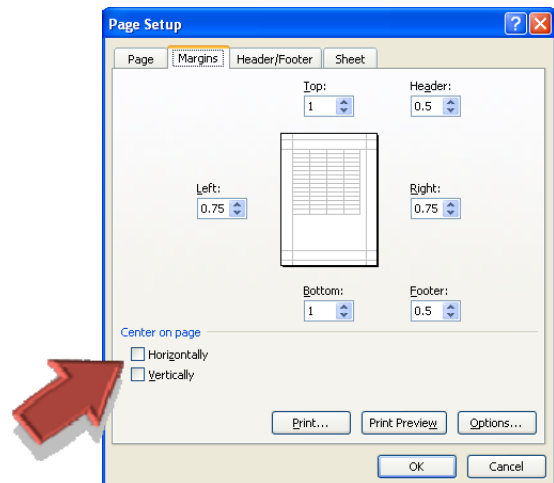 Page Setup
Page Margins Header/Footer Sheet
Top: Header:
1 0.5
Left: Right:
0.75 0.75
Bottom: Footer:
1 0.5
Center on page
Horizontally
Vertically
Print... Print Preview Options...
OK Cancel